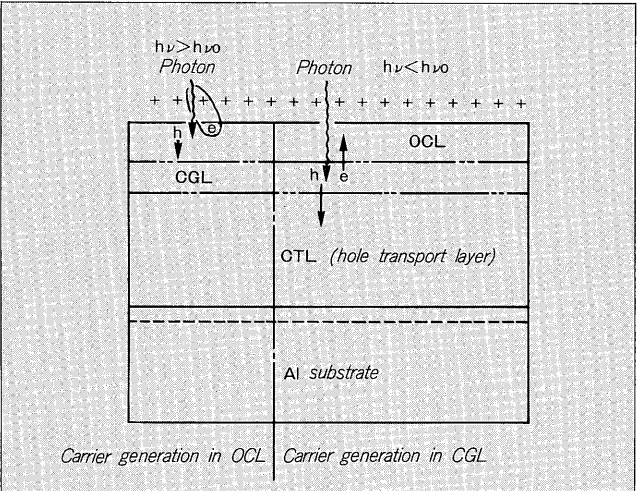 hν>hνo
Photon Photon hν<hνo
+ + + + + + + + + + + + + + + + +
h e OCL
CGL h e
CTL (hole transport layer)
Al substrate
Carrier generation in OCL Carrier generation in CGL